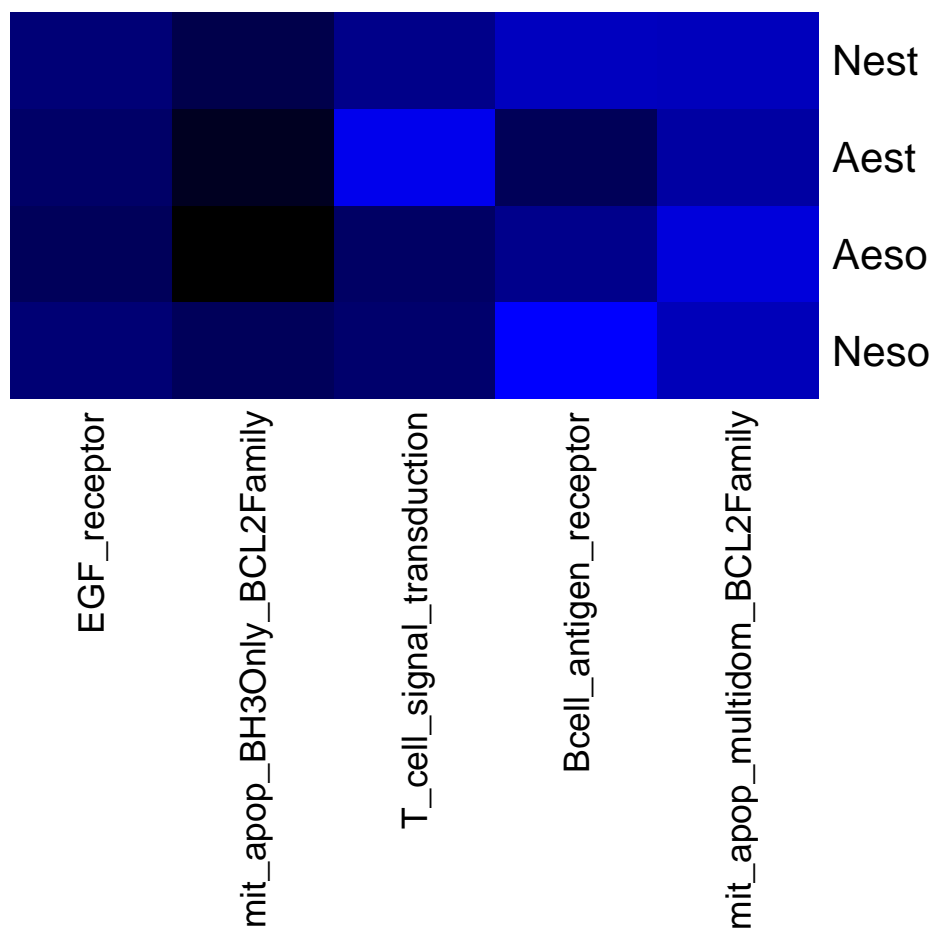 Nest
Aest
Aeso
Neso
EGF_receptor
mit_apop_BH3Only_BCL2Family
T_cell_signal_transduction
Bcell_antigen_receptor
mit_apop_multidom_BCL2Family